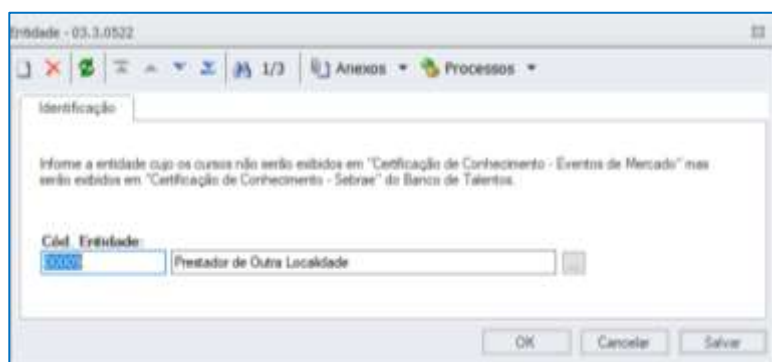 Entidade - 03.3.0522
1/3 Anexos Processos
Identificação
Informe a entidade cujo os cursos não serão exibidos em "Certificação de Conhecimento - Eventos de Mercado" mas
serão exibidos em "Certificação de Conhecimento - Sebrae" do Banco de Talentos.
Cód. Entidade:
Prestador de Outra Localidade
...
OK Cancelar Salvar